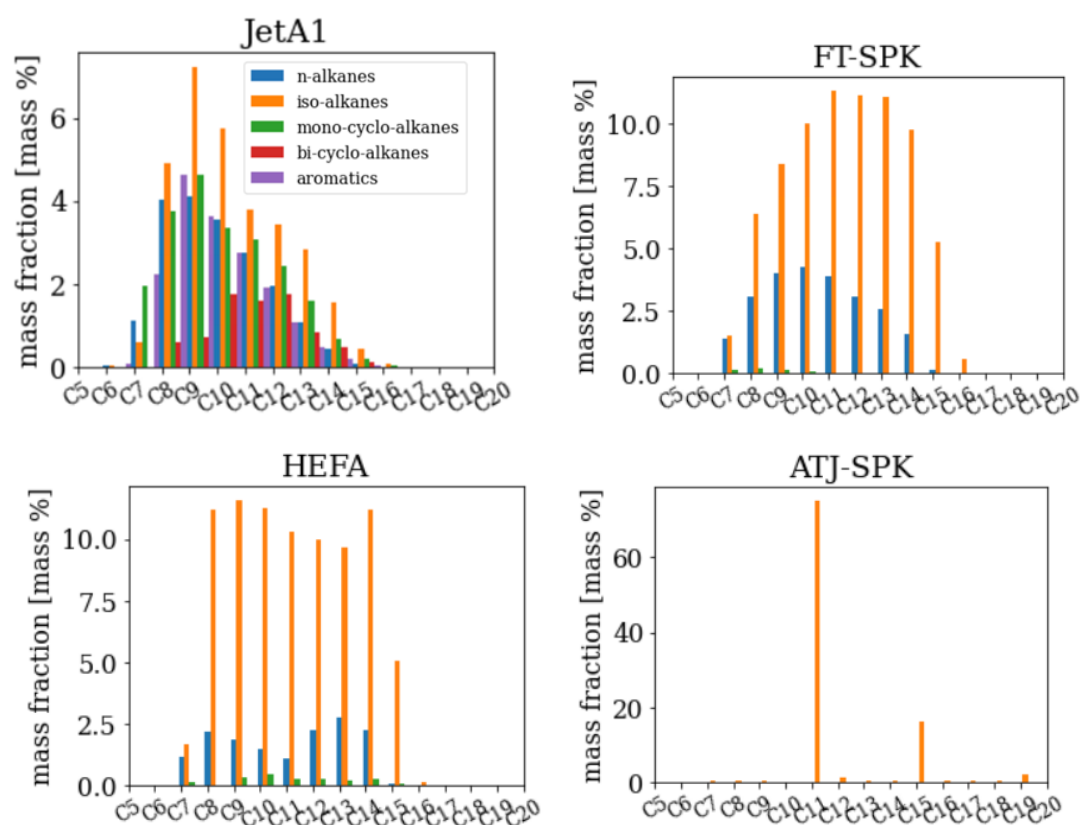 JetA1
mass fraction [mass %]
6
4
2
0
n-alkanes
iso-alkanes
mono-cyclo-alkanes
bi-cyclo-alkanes
aromatics
C5 C6 C7 C8 C9 C10 C11 C12 C13 C14 C15 C16 C17 C18 C19 C20
FT-SPK
mass fraction [mass %]
10.0
7.5
5.0
2.5
0.0
C5 C6 C7 C8 C9 C10 C11 C12 C13 C14 C15 C16 C17 C18 C19 C20
HEFA
mass fraction [mass %]
10.0
7.5
5.0
2.5
0.0
C5 C6 C7 C8 C9 C10 C11 C12 C13 C14 C15 C16 C17 C18 C19 C20
ATJ-SPK
mass fraction [mass %]
60
40
20
0
C5 C6 C7 C8 C9 C10 C11 C12 C13 C14 C15 C16 C17 C18 C19 C20